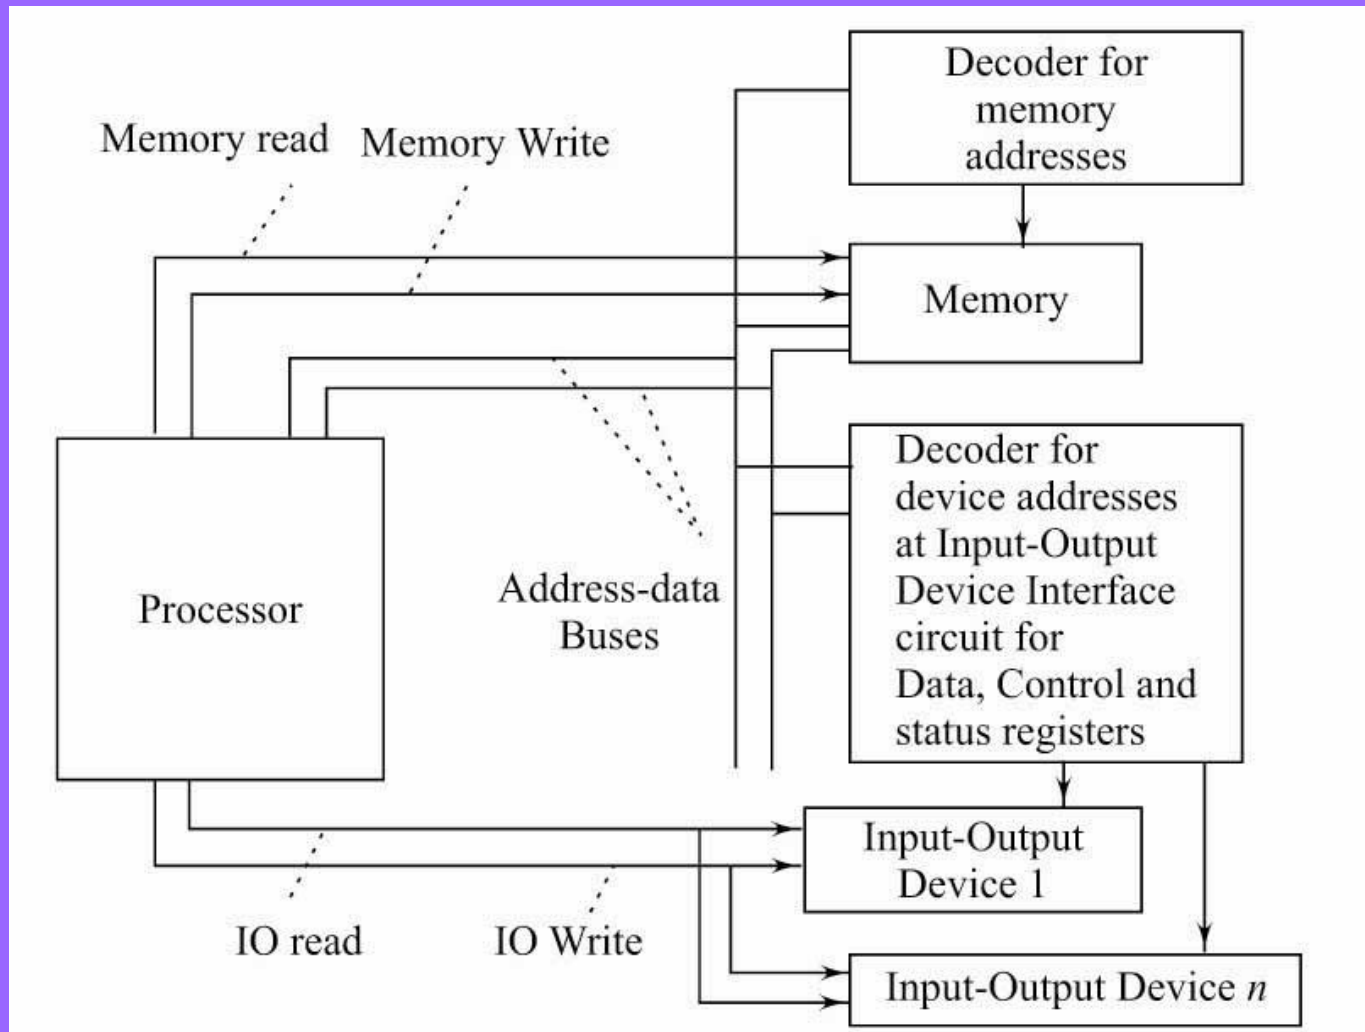 Decoder for
memory
addresses
Memory read
Memory Write
Memory
Decoder for
device addresses
at Input-Output
Device Interface
circuit for
Data, Control and
status registers
Processor
Address-data
Buses
Input-Output
Device 1
IO read
IO Write
Input-Output Device n